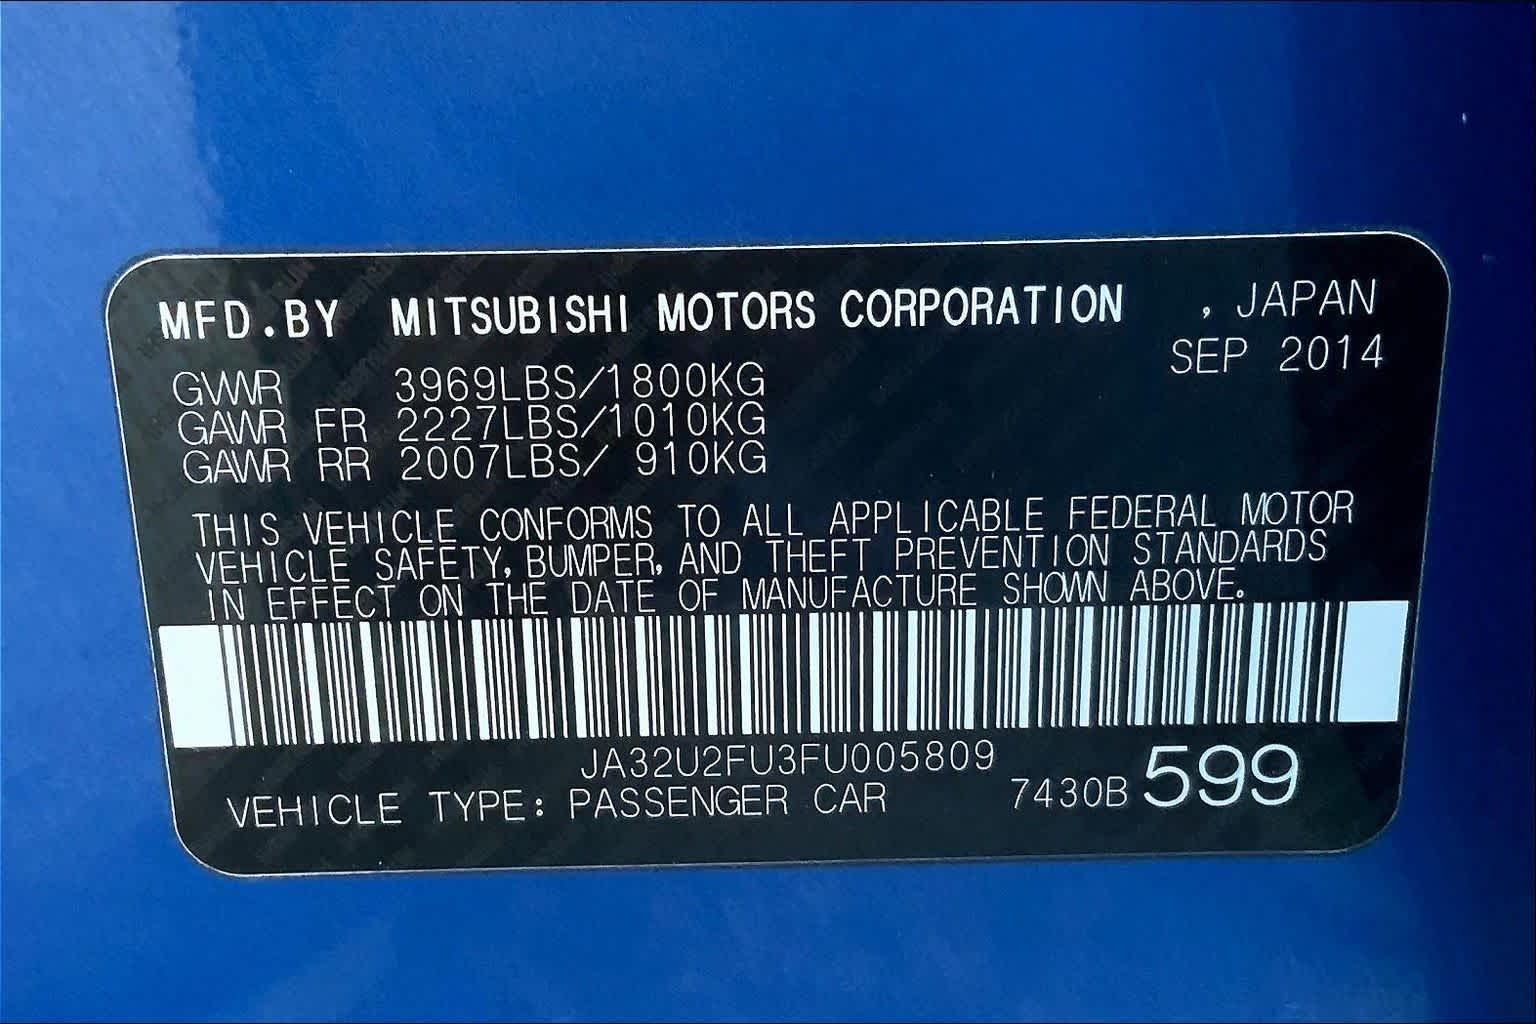 MFD.BY MITSUBISHI MOTORS CORPORATION , JAPAN
SEP 2014
GVWR 3969LBS/1800KG
GAWR FR 2227LBS/1010KG
GAWR RR 2007LBS/ 910KG
THIS VEHICLE CONFORMS TO ALL APPLICABLE FEDERAL MOTOR
VEHICLE SAFETY, BUMPER, AND THEFT PREVENTION STANDARDS
IN EFFECT ON THE DATE OF MANUFACTURE SHOWN ABOVE.
JA32U2FU3FU005809
VEHICLE TYPE: PASSENGER CAR 7430B 599